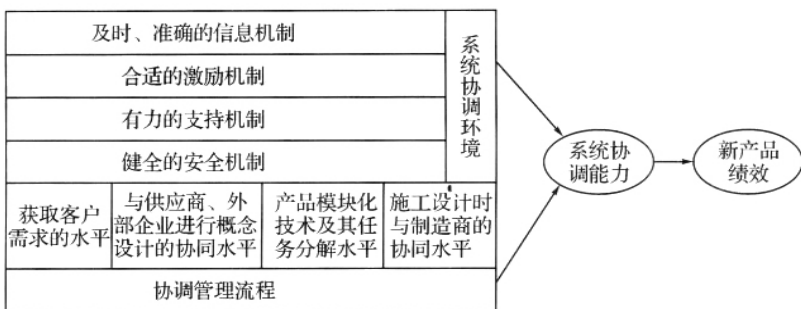 及时、准确的信息机制
合适的激励机制
有力的支持机制
健全的安全机制
系统协调环境
获取客户
需求的水平
与供应商、外
部企业进行概念
设计的协同水平
产品模块化
技术及其任
务分解水平
施工设计时
与制造商的
协同水平
协调管理流程
系统协
调能力
新产品
绩效